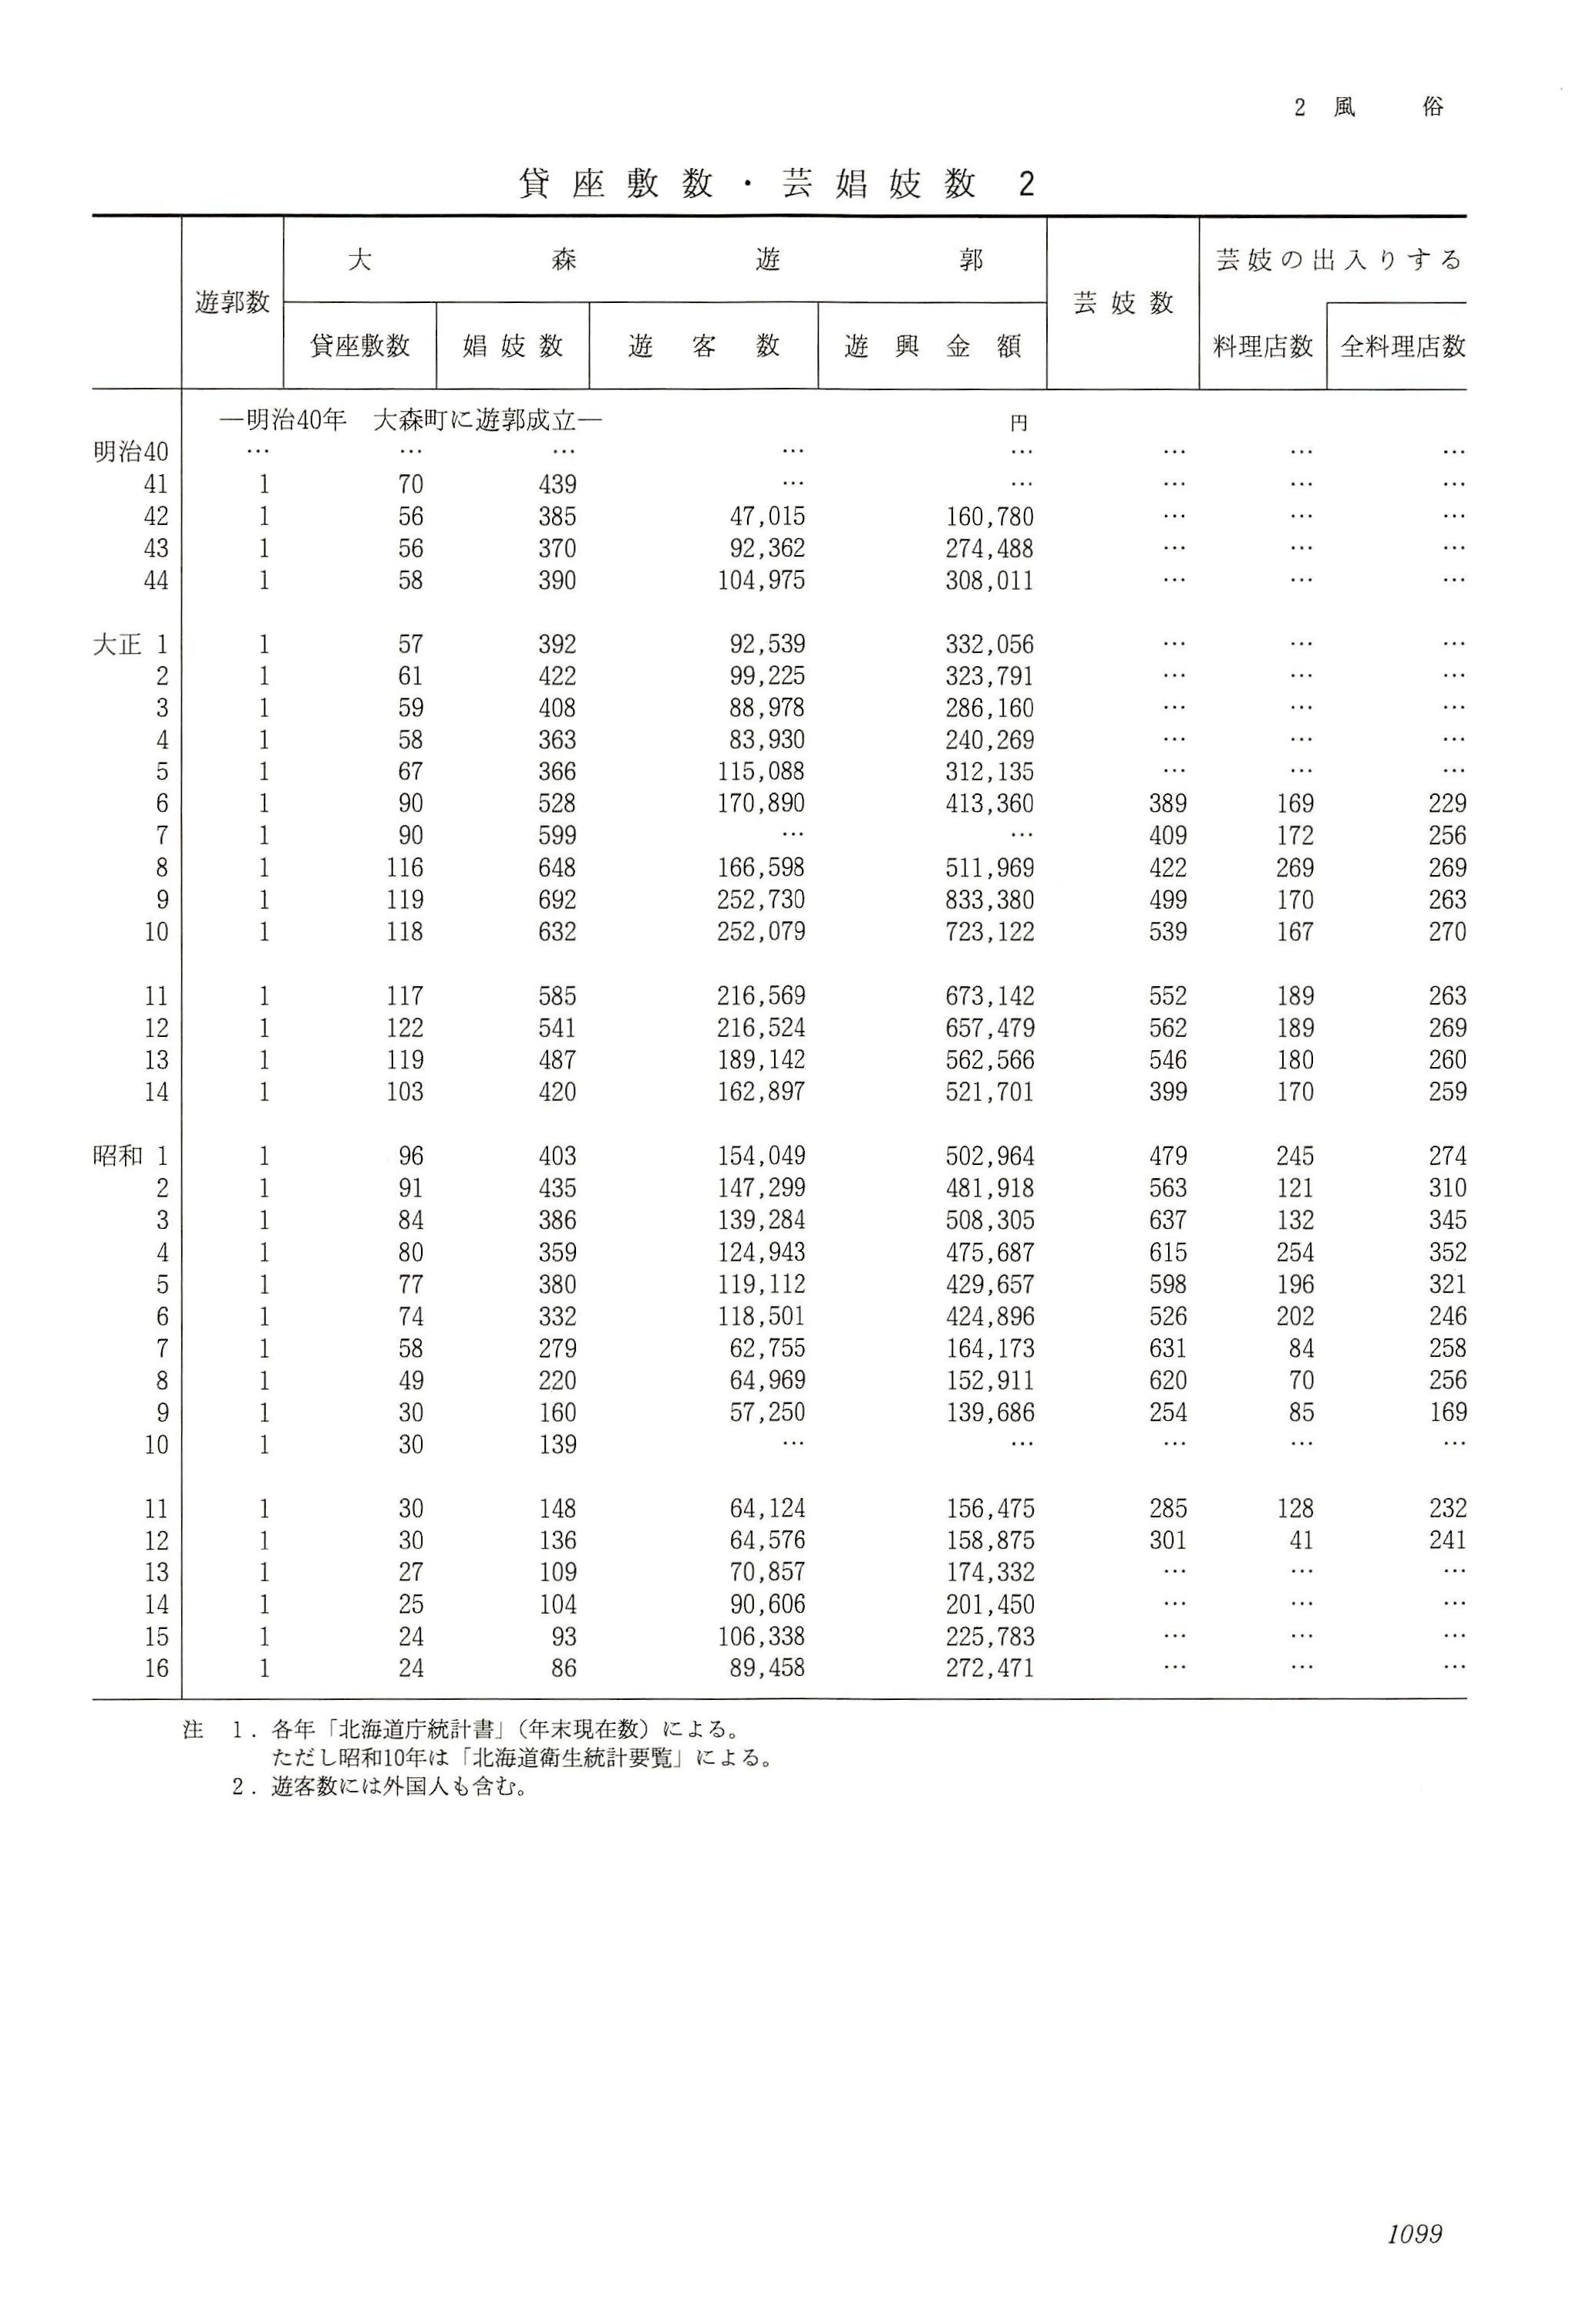 2 風 俗
貸座敷数・芸娼妓数 2
遊郭数 大森遊郭 芸妓数 芸妓の出入りする
貸座敷数 娼妓数 遊客数 遊興金額 料理店数 全料理店数
―明治40年 大森町に遊郭成立― 円
明治40 … … … … … … … …
41 1 70 439 … … … … …
42 1 56 385 47,015 160,780 … … …
43 1 56 370 92,362 274,488 … … …
44 1 58 390 104,975 308,011 … … …
大正 1 1 57 392 92,539 332,056 … … …
2 1 61 422 99,225 323,791 … … …
3 1 59 408 88,978 286,160 … … …
4 1 58 363 83,930 240,269 … … …
5 1 67 366 115,088 312,135 … … …
6 1 90 528 170,890 413,360 389 169 229
7 1 90 599 … … 409 172 256
8 1 116 648 166,598 511,969 422 269 269
9 1 119 692 252,730 833,380 499 170 263
10 1 118 632 252,079 723,122 539 167 270
11 1 117 585 216,569 673,142 552 189 263
12 1 122 541 216,524 657,479 562 189 269
13 1 119 487 189,142 562,566 546 180 260
14 1 103 420 162,897 521,701 399 170 259
昭和 1 1 96 403 154,049 502,964 479 245 274
2 1 91 435 147,299 481,918 563 121 310
3 1 84 386 139,284 508,305 637 132 345
4 1 80 359 124,943 475,687 615 254 352
5 1 77 380 119,112 429,657 598 196 321
6 1 74 332 118,501 424,896 526 202 246
7 1 58 279 62,755 164,173 631 84 258
8 1 49 220 64,969 152,911 620 70 256
9 1 30 160 57,250 139,686 254 85 169
10 1 30 139 … … … … …
11 1 30 148 64,124 156,475 285 128 232
12 1 30 136 64,576 158,875 301 41 241
13 1 27 109 70,857 174,332 … … …
14 1 25 104 90,606 201,450 … … …
15 1 24 93 106,338 225,783 … … …
16 1 24 86 89,458 272,471 … … …
注 1. 各年「北海道庁統計書」(年末現在数)による。
ただし昭和10年は「北海道衛生統計要覧」による。
2. 遊客数には外国人も含む。
1099